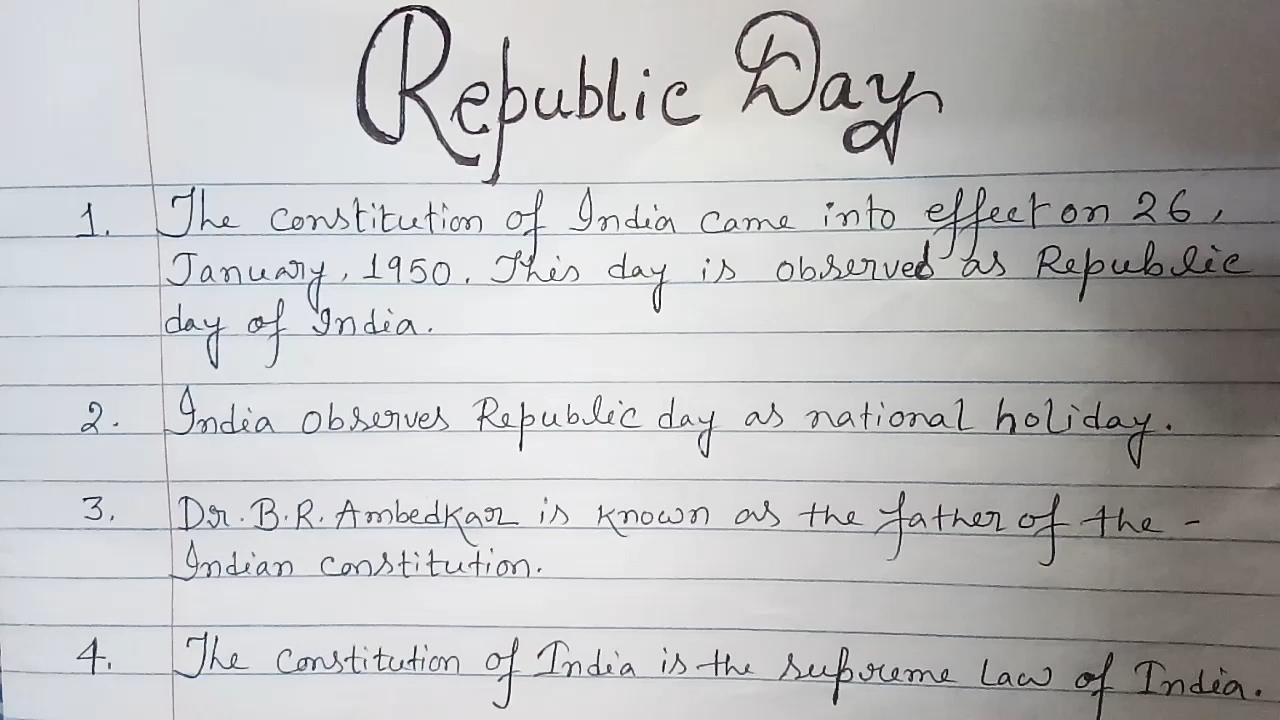 Republic Day
1. The constitution of India came into effect on 26,
January, 1950. This day is observed as Republic
day of India.
2. India observes Republic day as national holiday.
3. Dr. B.R. Ambedkar is known as the father of the -
Indian constitution.
4. The constitution of India is the supreme law of India.